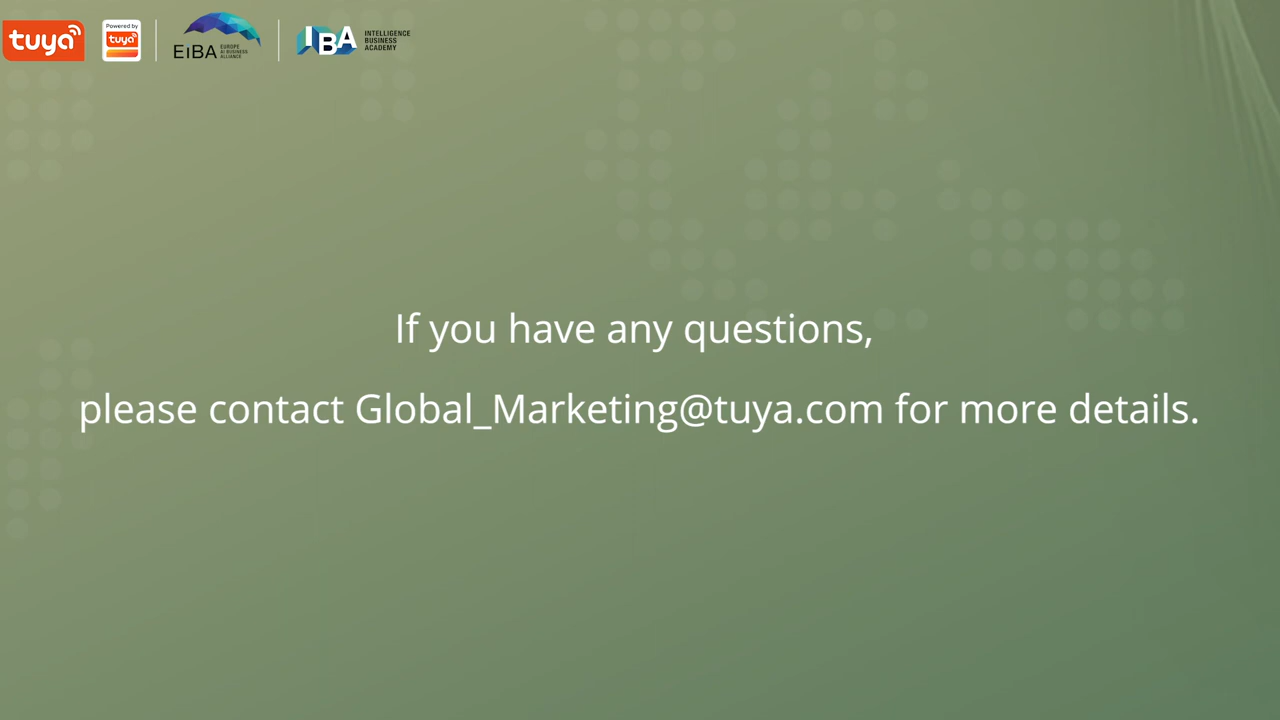 tuya
Powered by
tuya
EIBA
EUROPE
AI BUSINESS
ALLIANCE
IBA
INTELLIGENCE
BUSINESS
ACADEMY
If you have any questions,
please contact Global_Marketing@tuya.com for more details.